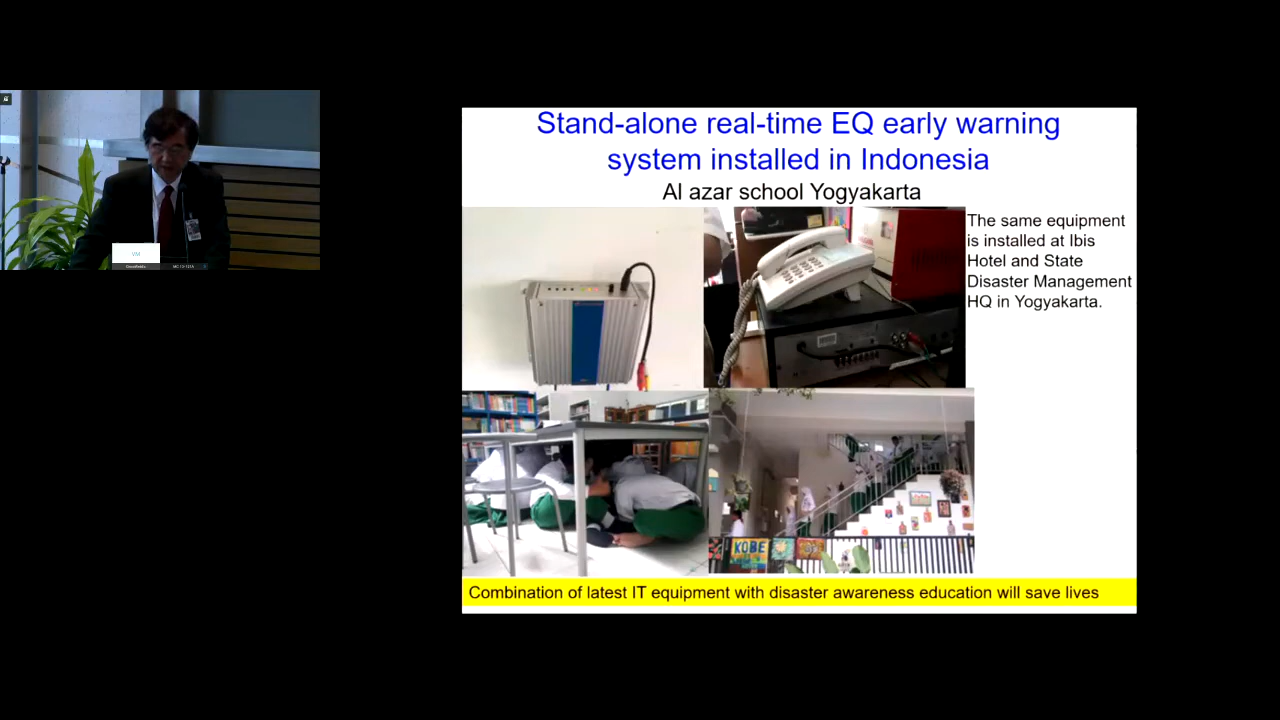 VM
Stand-alone real-time EQ early warning
system installed in Indonesia
Al azar school Yogyakarta
The same equipment
is installed at Ibis
Hotel and State
Disaster Management
HQ in Yogyakarta.
KOBE
Combination of latest IT equipment with disaster awareness education will save lives